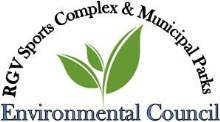 RGV Sports Complex & Municipal Parks
Environmental Council